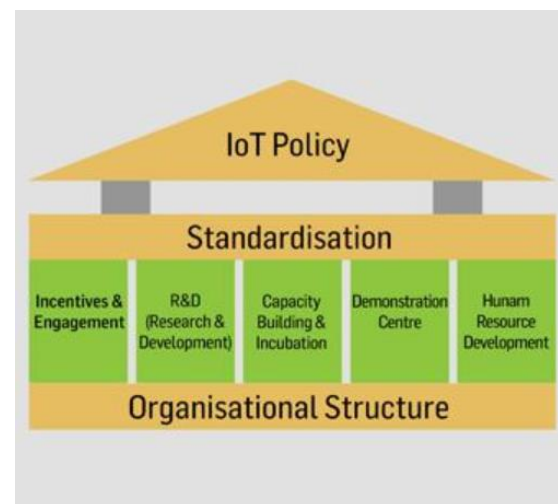 IoT Policy
Standardisation
Incentives &
Engagement
R&D
(Research &
Development)
Capacity
Building &
Incubation
Demonstration
Centre
Hunam
Resource
Development
Organisational Structure